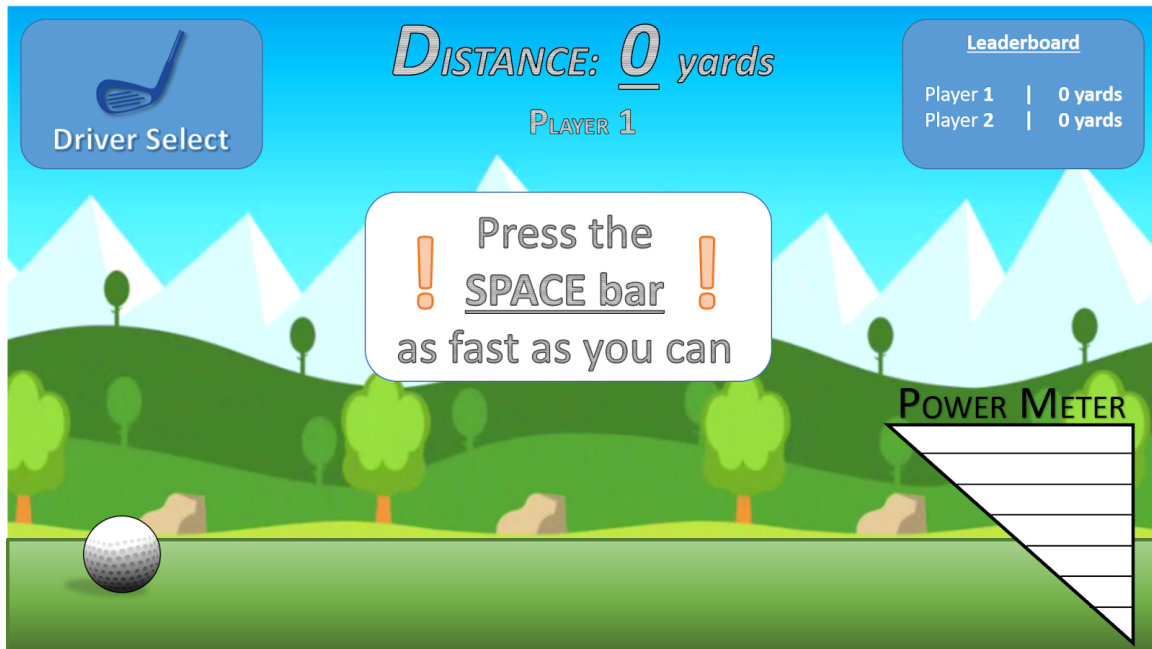 Driver Select
DISTANCE: 0 yards
PLAYER 1
Leaderboard
Player 1 | 0 yards
Player 2 | 0 yards
! Press the !
SPACE bar
as fast as you can
POWER METER